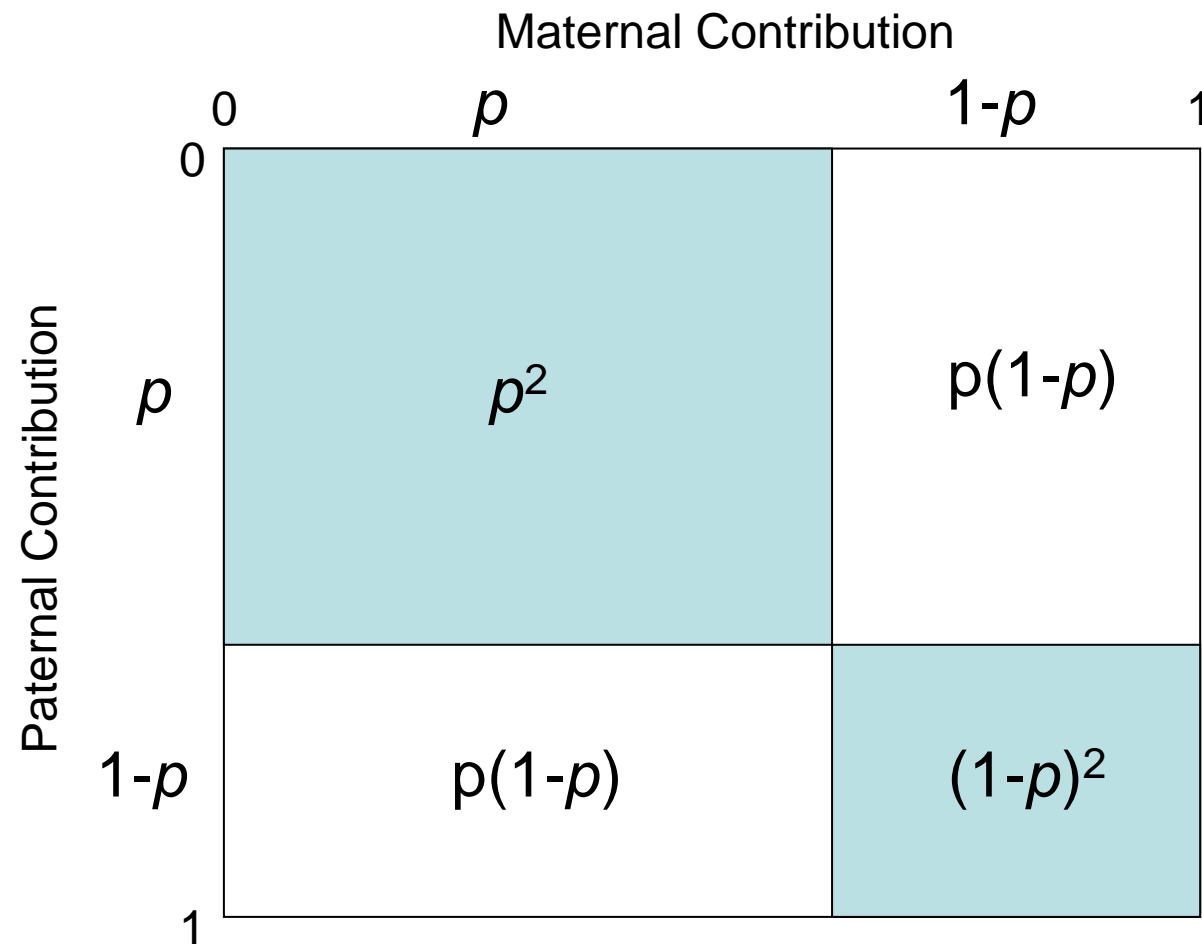 Maternal Contribution
0 p 1-p 1
0
Paternal Contribution
p p² p(1-p)
1-p p(1-p) (1-p)²
1